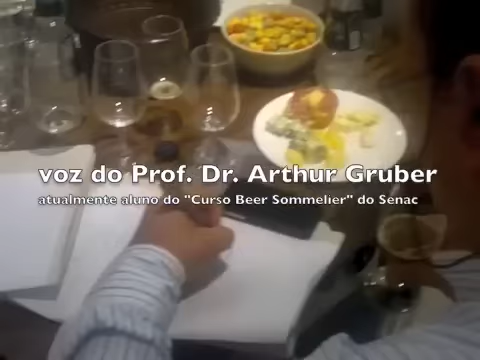 voz do Prof. Dr. Arthur Gruber
atualmente aluno do "Curso Beer Sommelier" do Senac